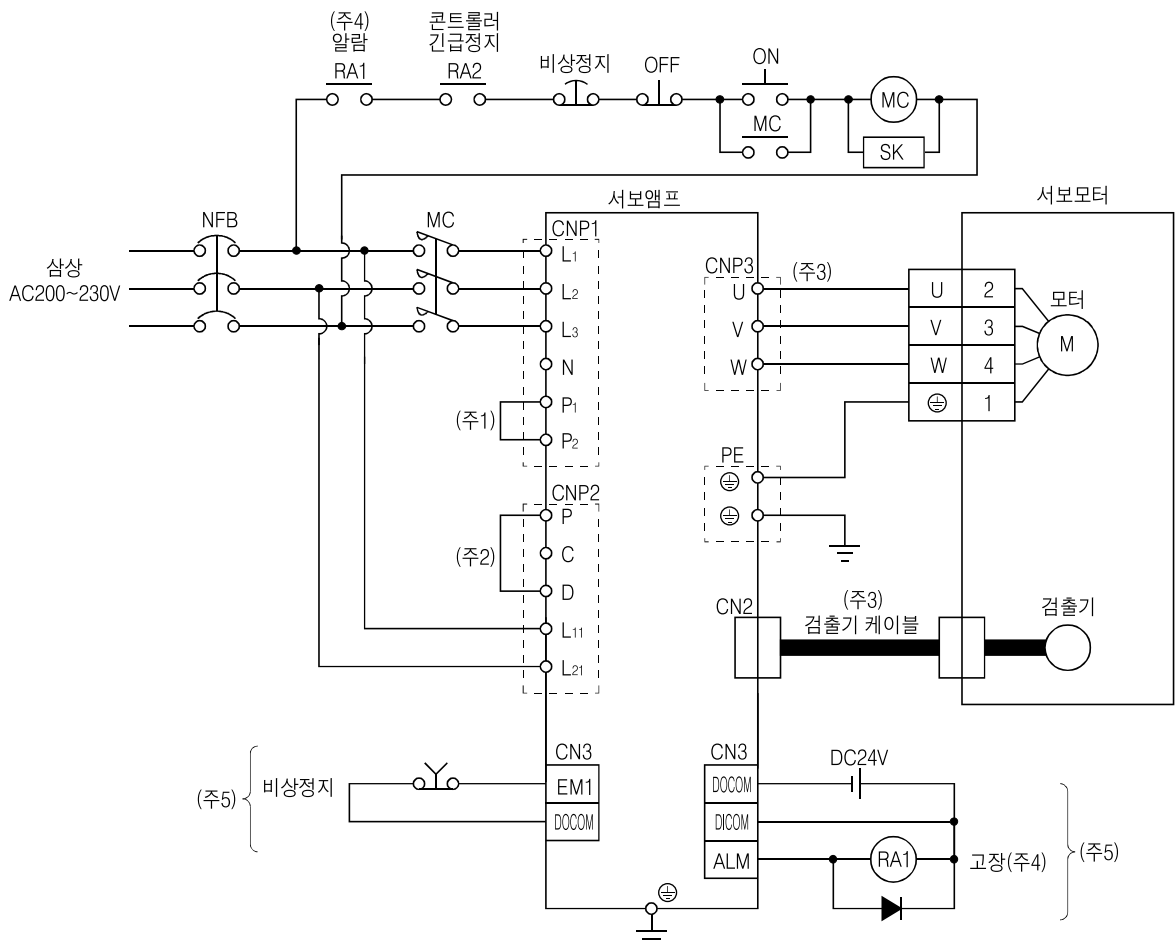 (주4)
알람
RA1
콘트롤러
긴급정지
RA2
비상정지
OFF
ON
MC
MC
SK
서보앰프
서보모터
NFB
MC
CNP1
삼상
AC200~230V
L1
L2
L3
N
P1
P2
(주1)
CNP3
(주3)
U
V
W
U
2
V
3
W
4
1
모터
M
PE
CNP2
P
C
D
L11
L21
(주2)
CN2
(주3)
검출기 케이블
검출기
CN3
EM1
DOCOM
(주5)
비상정지
CN3
DOCOM
DICOM
ALM
DC24V
RA1
고장(주4)
(주5)